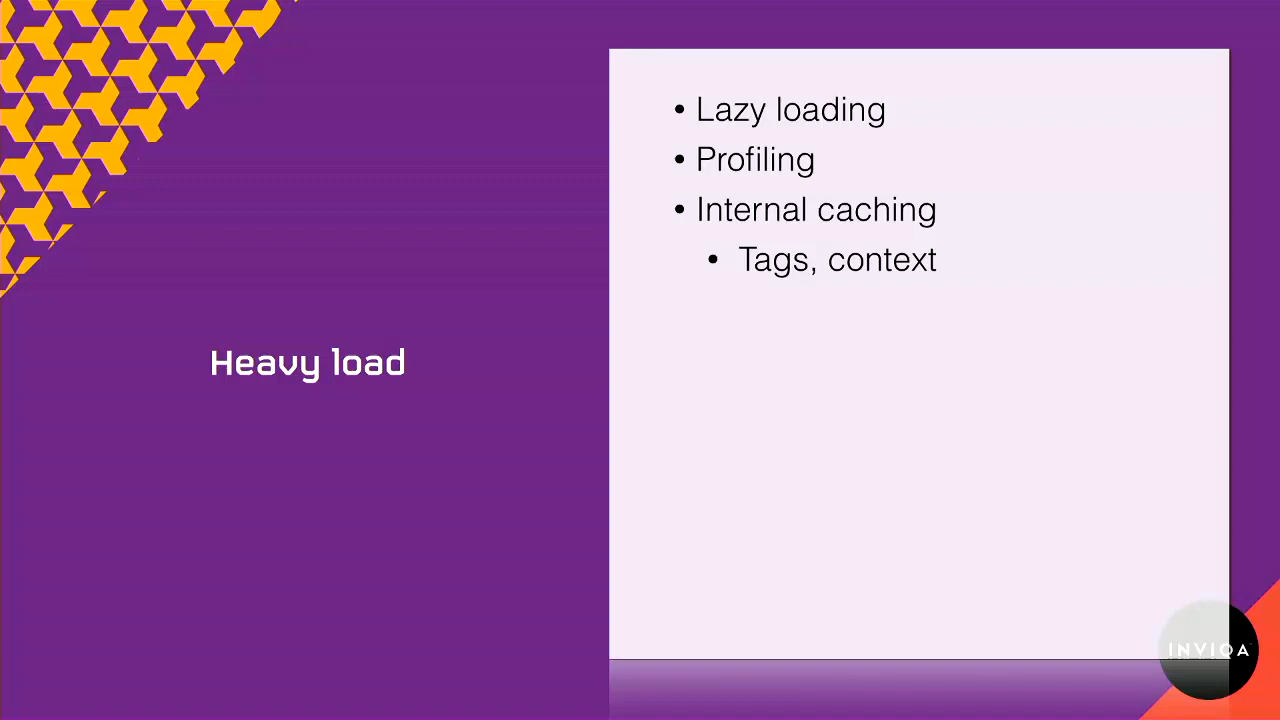 Heavy load
• Lazy loading
• Profiling
• Internal caching
• Tags, context
INVIQA